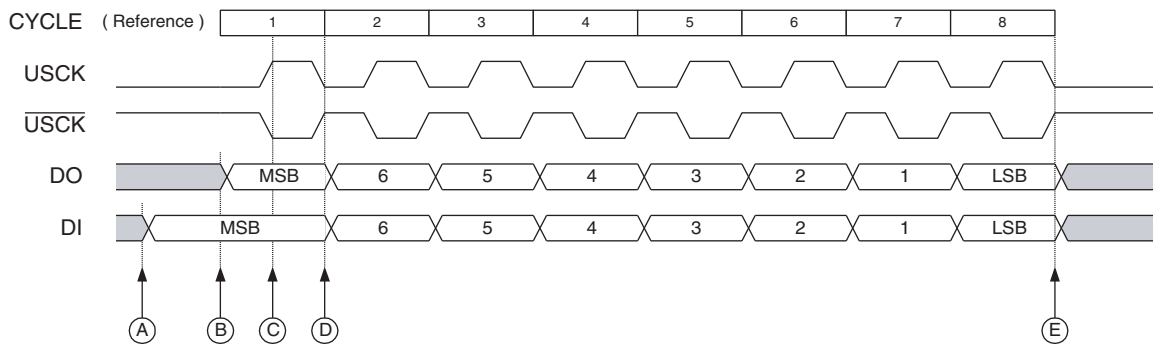 CYCLE ( Reference ) 1 2 3 4 5 6 7 8
USCK
USCK
DO MSB 6 5 4 3 2 1 LSB
DI MSB 6 5 4 3 2 1 LSB
A B C D E